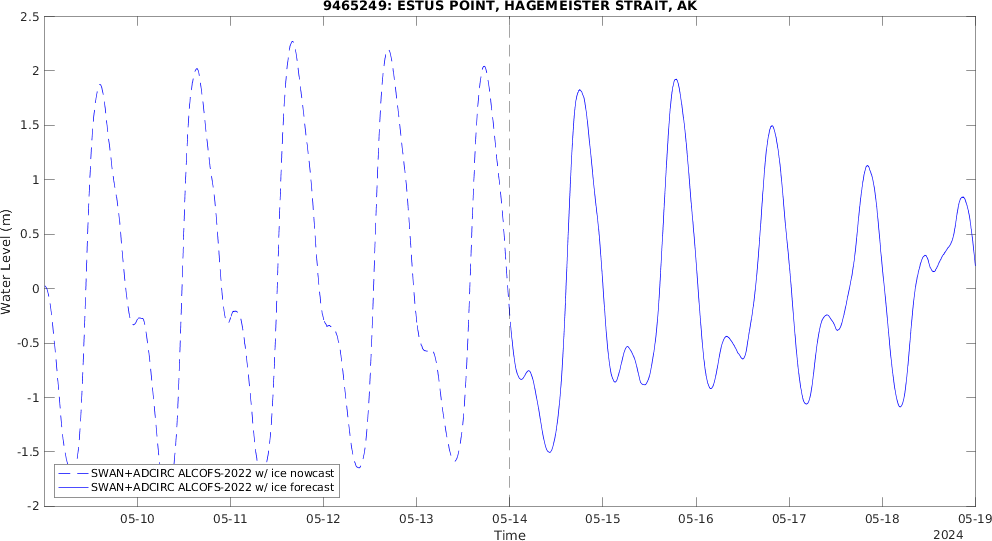 9465249: ESTUS POINT, HAGEMEISTER STRAIT, AK
2.5
2
1.5
1
0.5
0
-0.5
-1
-1.5
-2
Water Level (m)
SWAN+ADCIRC ALCOFS-2022 w/ ice nowcast
SWAN+ADCIRC ALCOFS-2022 w/ ice forecast
05-10 05-11 05-12 05-13 05-14 05-15 05-16 05-17 05-18 05-19
Time
2024